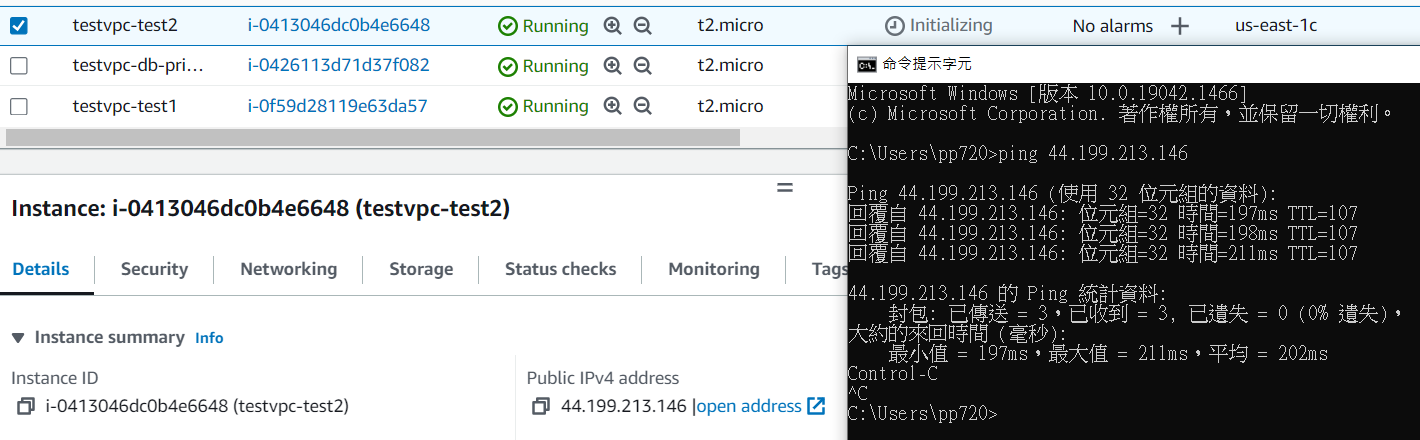 testvpc-test2 i-0413046dc0b4e6648 Running t2.micro Initializing No alarms + us-east-1c
testvpc-db-pri... i-0426113d71d37f082 Running t2.micro
testvpc-test1 i-0f59d28119e63da57 Running t2.micro
Instance: i-0413046dc0b4e6648 (testvpc-test2)
Details Security Networking Storage Status checks Monitoring Tags
Instance summary Info
Instance ID
i-0413046dc0b4e6648 (testvpc-test2)
Public IPv4 address
44.199.213.146 |open address
命令提示字元
Microsoft Windows [版本 10.0.19042.1466]
(c) Microsoft Corporation. 著作權所有，並保留一切權利。
C:\Users\pp720>ping 44.199.213.146
Ping 44.199.213.146 (使用 32 位元組的資料):
回覆自 44.199.213.146: 位元組=32 時間=197ms TTL=107
回覆自 44.199.213.146: 位元組=32 時間=198ms TTL=107
回覆自 44.199.213.146: 位元組=32 時間=211ms TTL=107
44.199.213.146 的 Ping 統計資料:
封包: 已傳送 = 3，已收到 = 3, 已遺失 = 0 (0% 遺失)，
大約的來回時間 (毫秒):
最小值 = 197ms，最大值 = 211ms，平均 = 202ms
Control-C
^C
C:\Users\pp720>